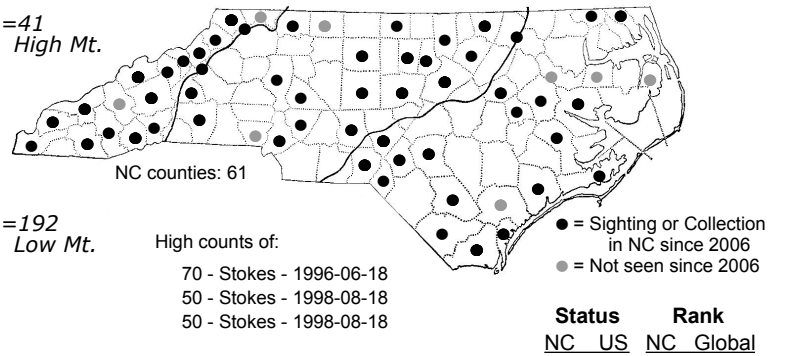 =41
High Mt.
NC counties: 61
=192
Low Mt.
High counts of:
70 - Stokes - 1996-06-18
50 - Stokes - 1998-08-18
50 - Stokes - 1998-08-18
= Sighting or Collection
in NC since 2006
= Not seen since 2006
Status Rank
NC US NC Global